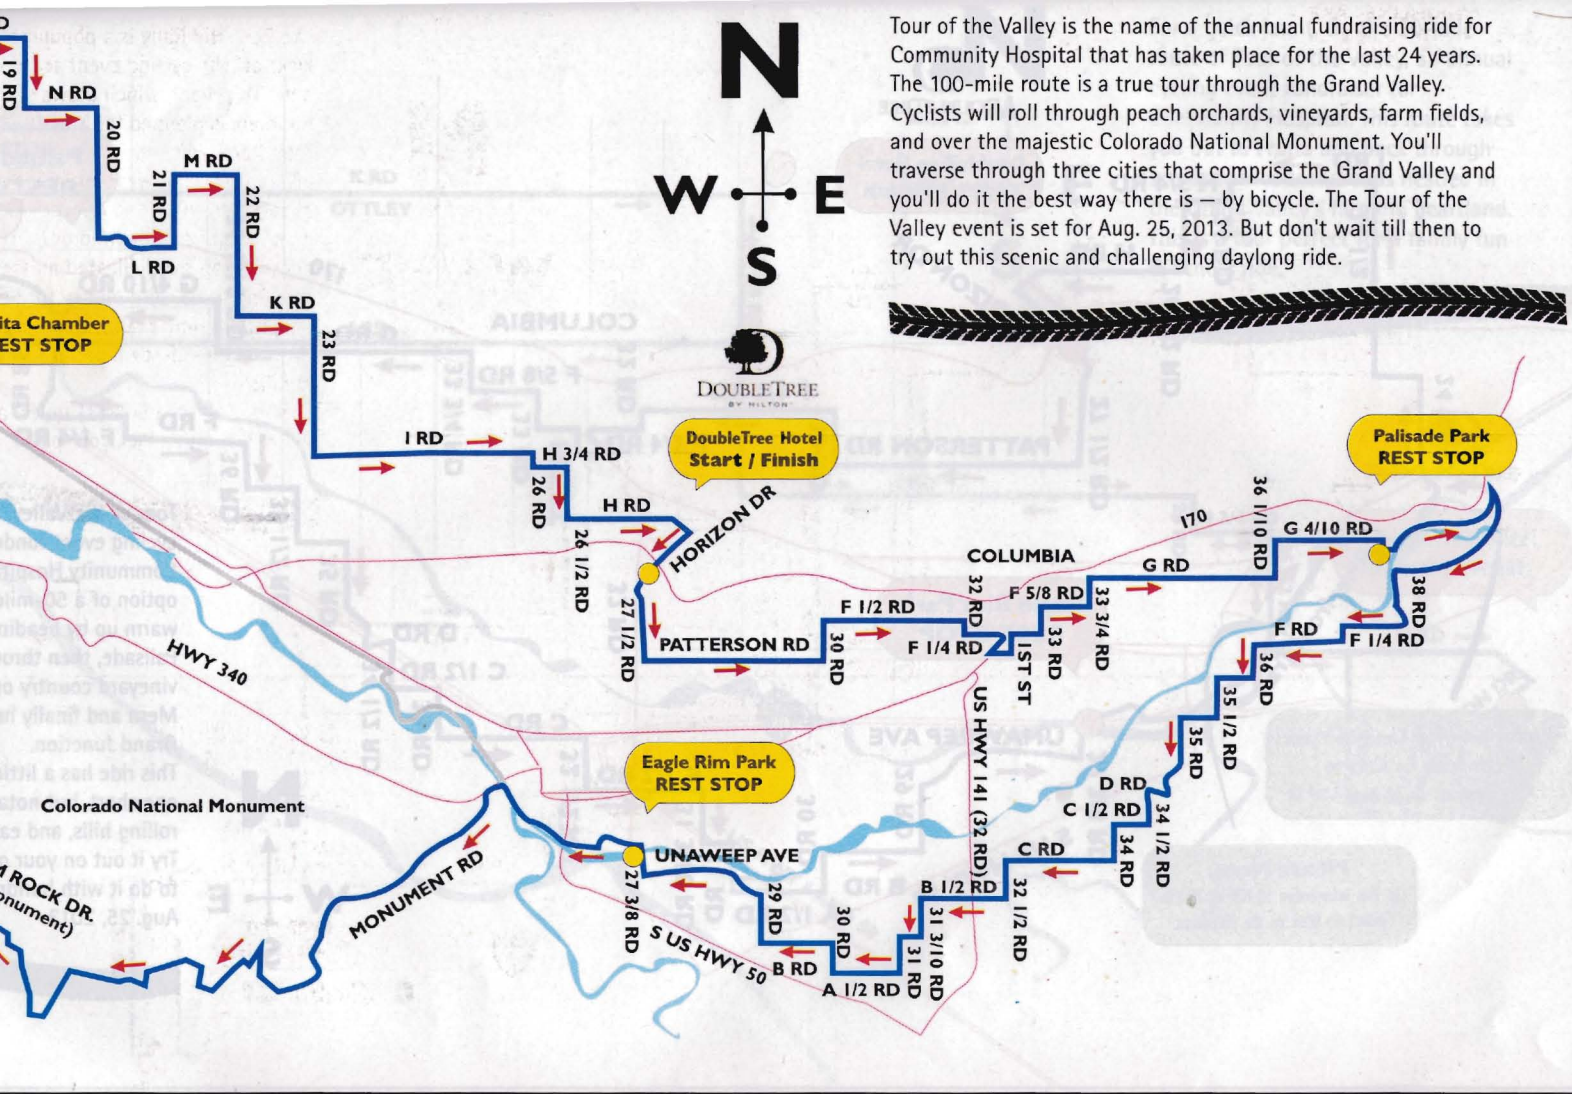 N
W
E
S
Tour of the Valley is the name of the annual fundraising ride for
Community Hospital that has taken place for the last 24 years.
The 100-mile route is a true tour through the Grand Valley.
Cyclists will roll through peach orchards, vineyards, farm fields,
and over the majestic Colorado National Monument. You'll
traverse through three cities that comprise the Grand Valley and
you'll do it the best way there is — by bicycle. The Tour of the
Valley event is set for Aug. 25, 2013. But don't wait till then to
try out this scenic and challenging daylong ride.
19 RD
N RD
20 RD
21 RD
M RD
22 RD
L RD
K RD
23 RD
ita Chamber
EST STOP
I RD
H 3/4 RD
26 RD
H RD
26 1/2 RD
DOUBLETREE
BY HILTON
DoubleTree Hotel
Start / Finish
HORIZON DR
27 1/2 RD
PATTERSON RD
30 RD
F 1/2 RD
F 1/4 RD
32 RD
COLUMBIA
1ST ST
F 5/8 RD
33 RD
33 3/4 RD
G RD
I70
36 1/10 RD
G 4/10 RD
Palisade Park
REST STOP
38 RD
F 1/4 RD
F RD
36 RD
35 1/2 RD
35 RD
D RD
34 1/2 RD
C 1/2 RD
34 RD
C RD
32 1/2 RD
US HWY 141 (32 RD)
B 1/2 RD
31 3/10 RD
31 RD
A 1/2 RD
30 RD
B RD
29 RD
S US HWY 50
UNAWEEP AVE
27 3/8 RD
Eagle Rim Park
REST STOP
HWY 340
Colorado National Monument
MONUMENT RD
M ROCK DR.
onument)